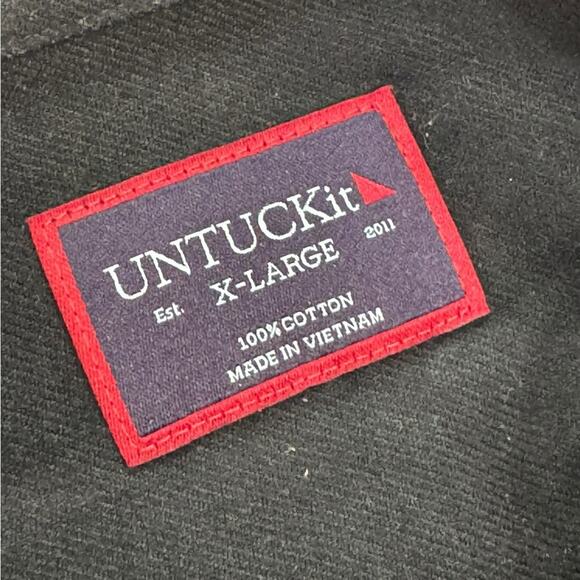 UNTUCKit
Est. X-LARGE 2011
100% COTTON
MADE IN VIETNAM